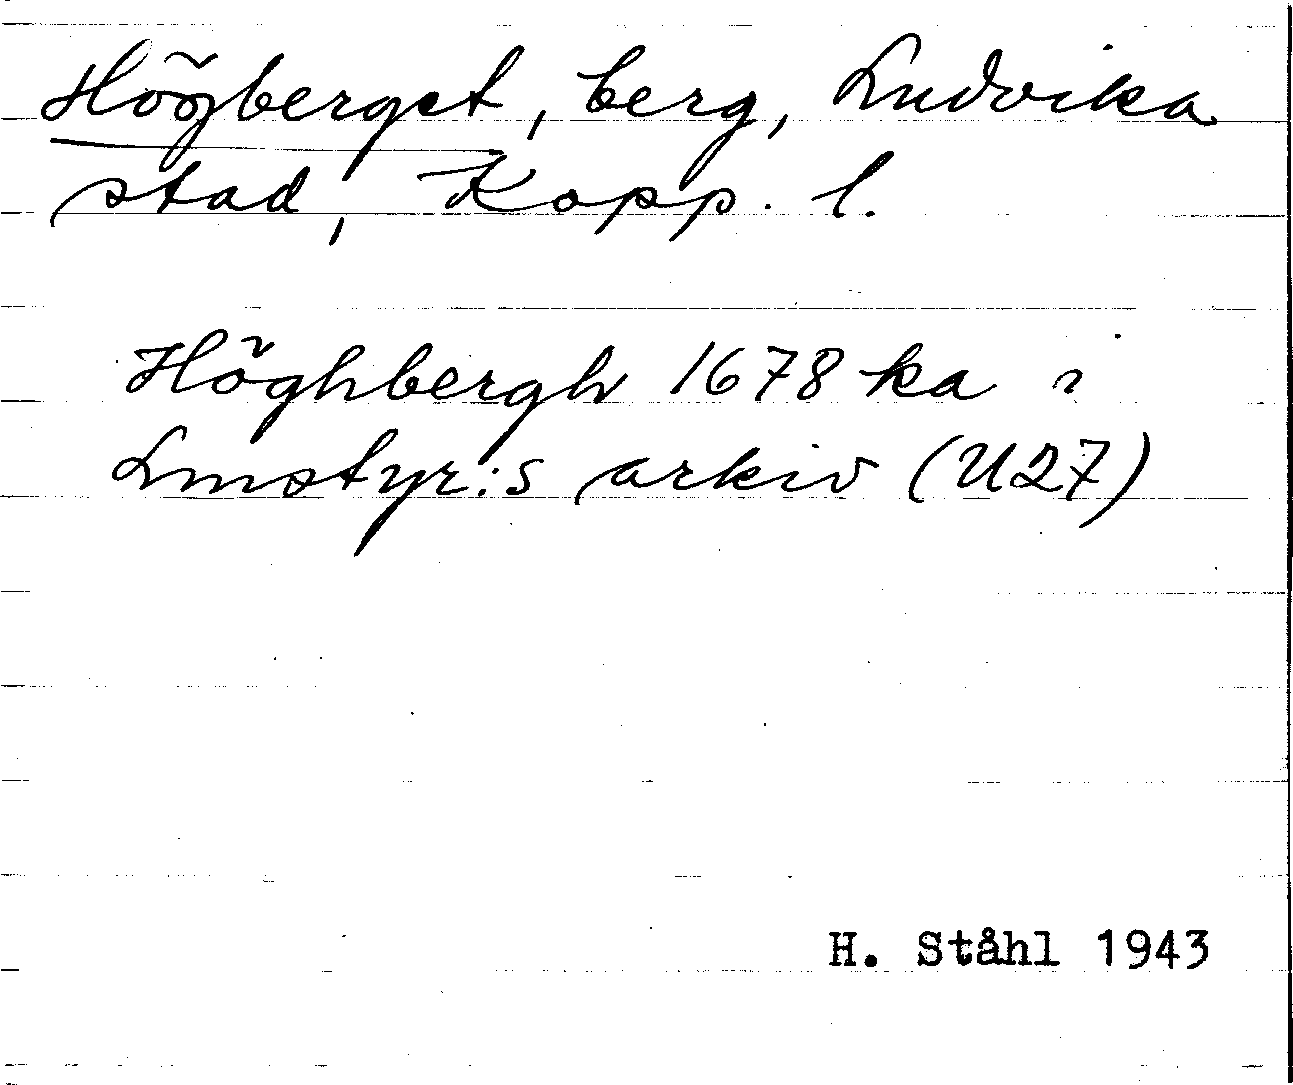 Högberget, berg, Ludvika
stad, Kopp. l.
Höghbergh 1678 ka i
Lmstyr:s arkiv (U27)
H. Ståhl 1943